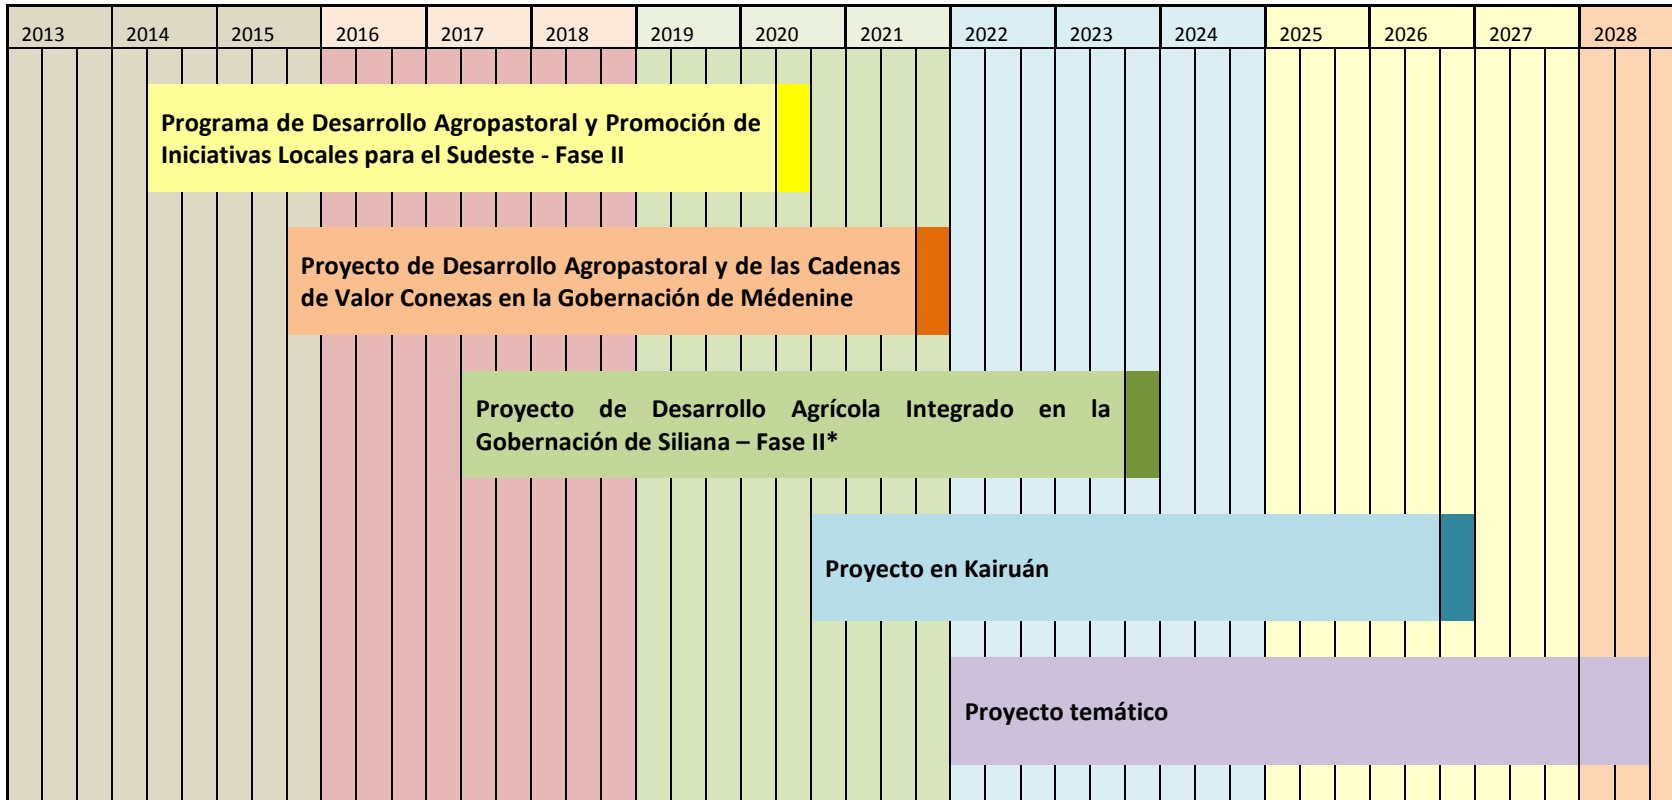 2013 2014 2015 2016 2017 2018 2019 2020 2021 2022 2023 2024 2025 2026 2027 2028
Programa de Desarrollo Agropastoral y Promoción de
Iniciativas Locales para el Sudeste - Fase II
Proyecto de Desarrollo Agropastoral y de las Cadenas
de Valor Conexas en la Gobernación de Médenine
Proyecto de Desarrollo Agrícola Integrado en la
Gobernación de Siliana – Fase II*
Proyecto en Kairuán
Proyecto temático